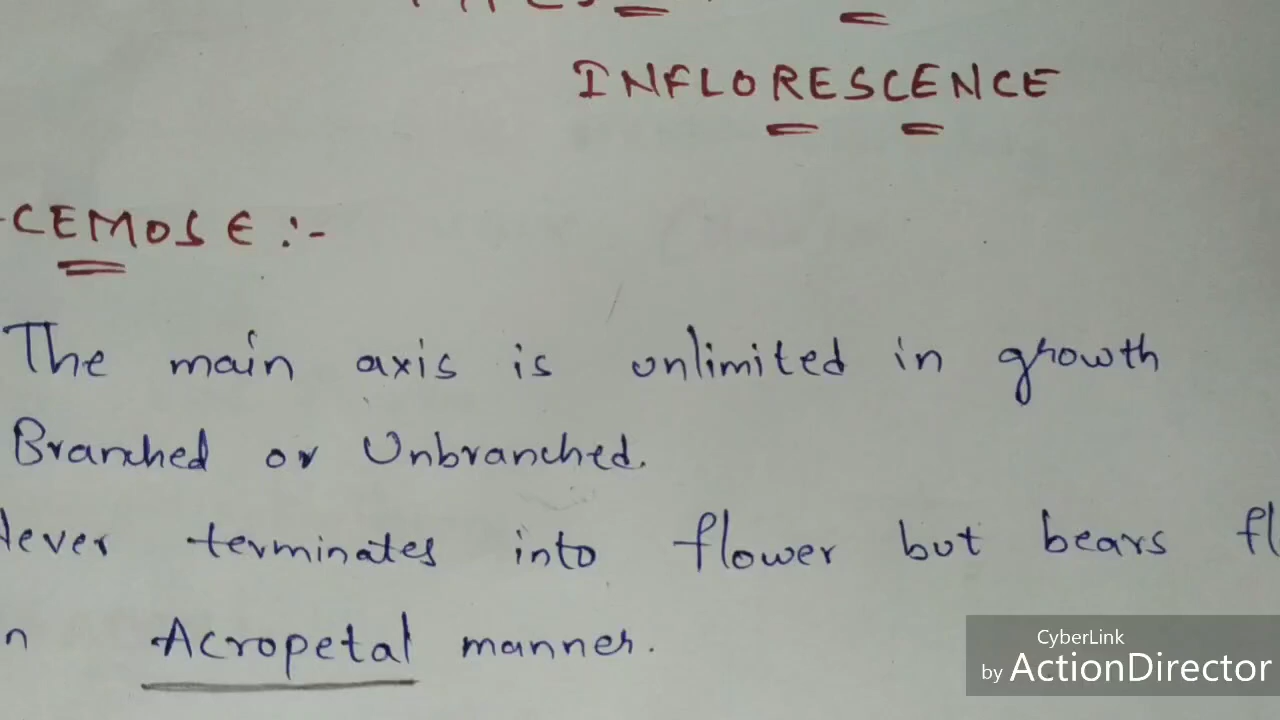 INFLORESCENCE
CEMOSE :-
The main axis is unlimited in growth
Branched or Unbranched.
terminates into flower but bears fl
n Acropetal manner.
CyberLink
by ActionDirector